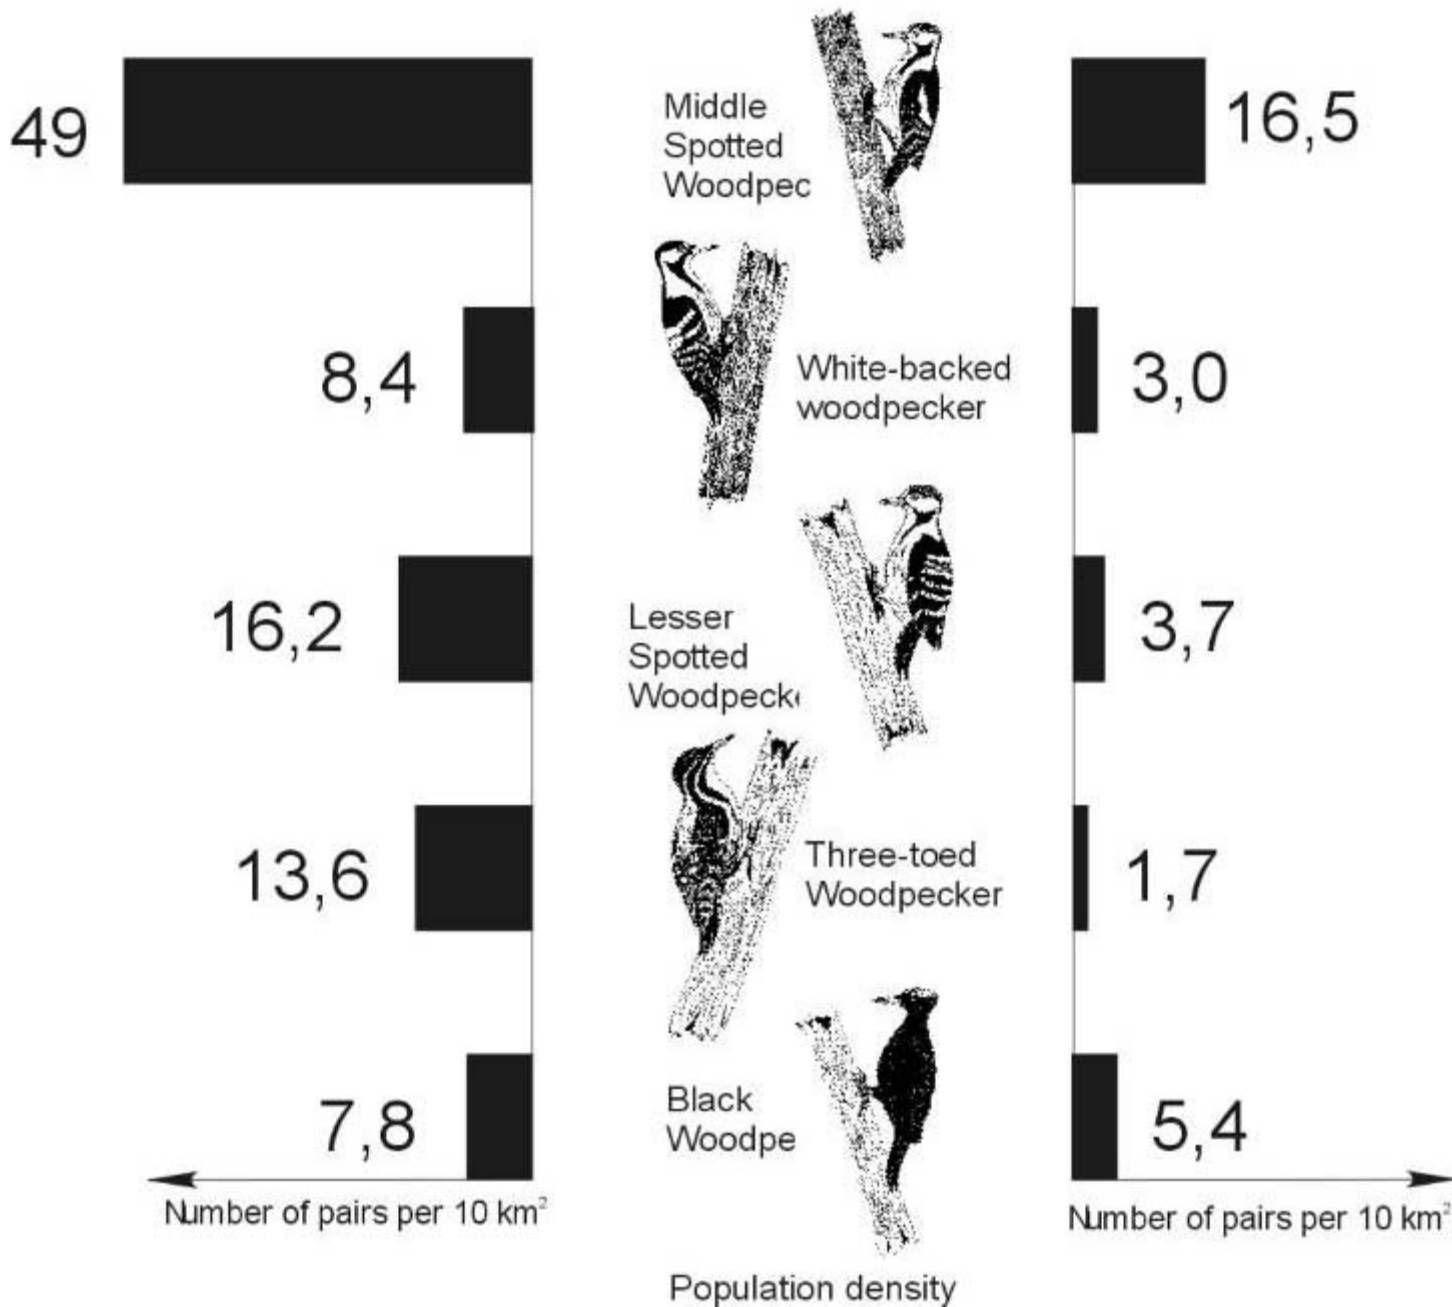 49
Middle
Spotted
Woodpec
16,5
8,4
White-backed
woodpecker
3,0
16,2
Lesser
Spotted
Woodpeck
3,7
13,6
Three-toed
Woodpecker
1,7
7,8
Black
Woodpe
5,4
Number of pairs per 10 km²
Number of pairs per 10 km²
Population density